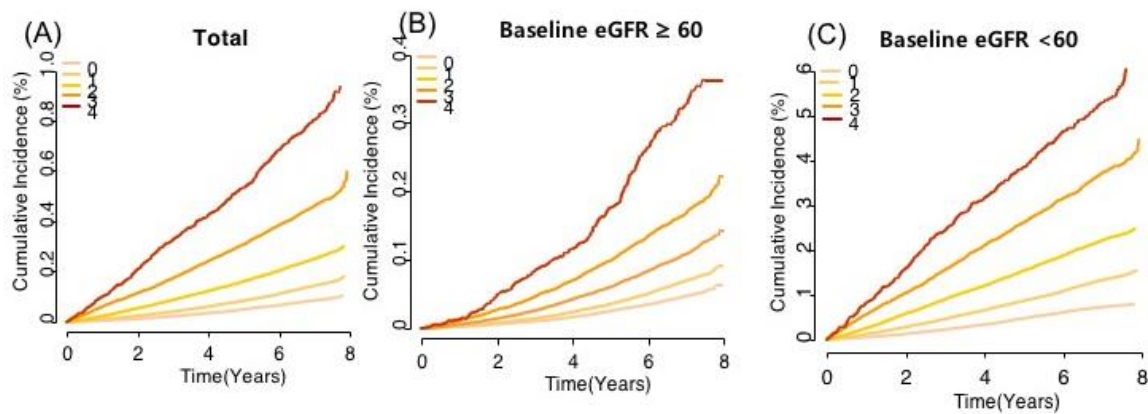 (A)
Total
0
1
2
3
4
Cumulative Incidence (%)
1.0
0.8
0.6
0.4
0.2
0
0 2 4 6 8
Time(Years)
(B)
Baseline eGFR ≥ 60
0
1
2
3
4
Cumulative Incidence (%)
0.4
0.3
0.2
0.1
0
0 2 4 6 8
Time(Years)
(C)
Baseline eGFR <60
0
1
2
3
4
Cumulative Incidence (%)
6
5
4
3
2
1
0
0 2 4 6 8
Time(Years)